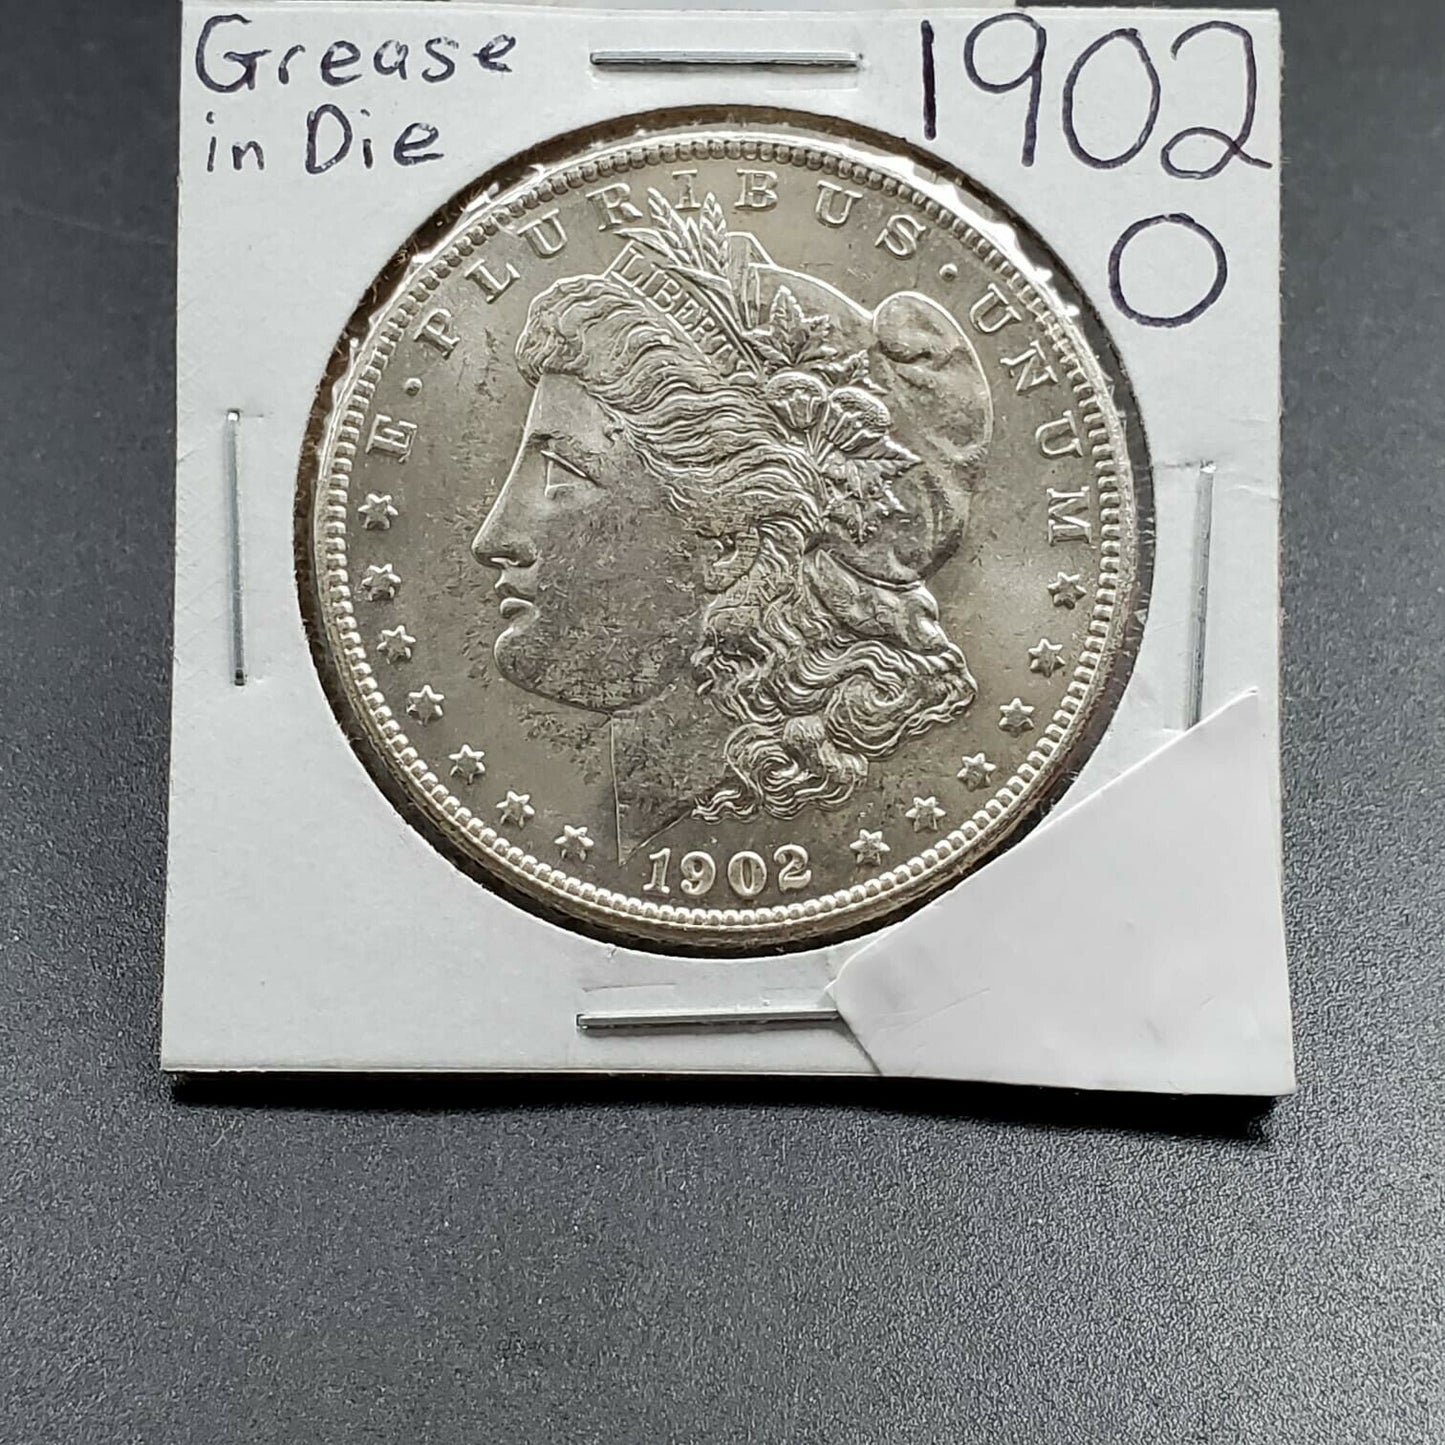 Grease
in Die
1902
O
E · PLURIBUS · UNUM
LIBERTY
1902